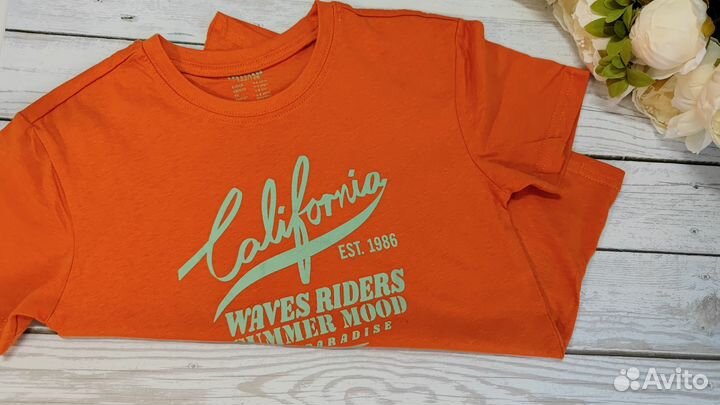 California
EST. 1986
WAVES RIDERS
SUMMER MOOD
PARADISE
Avito